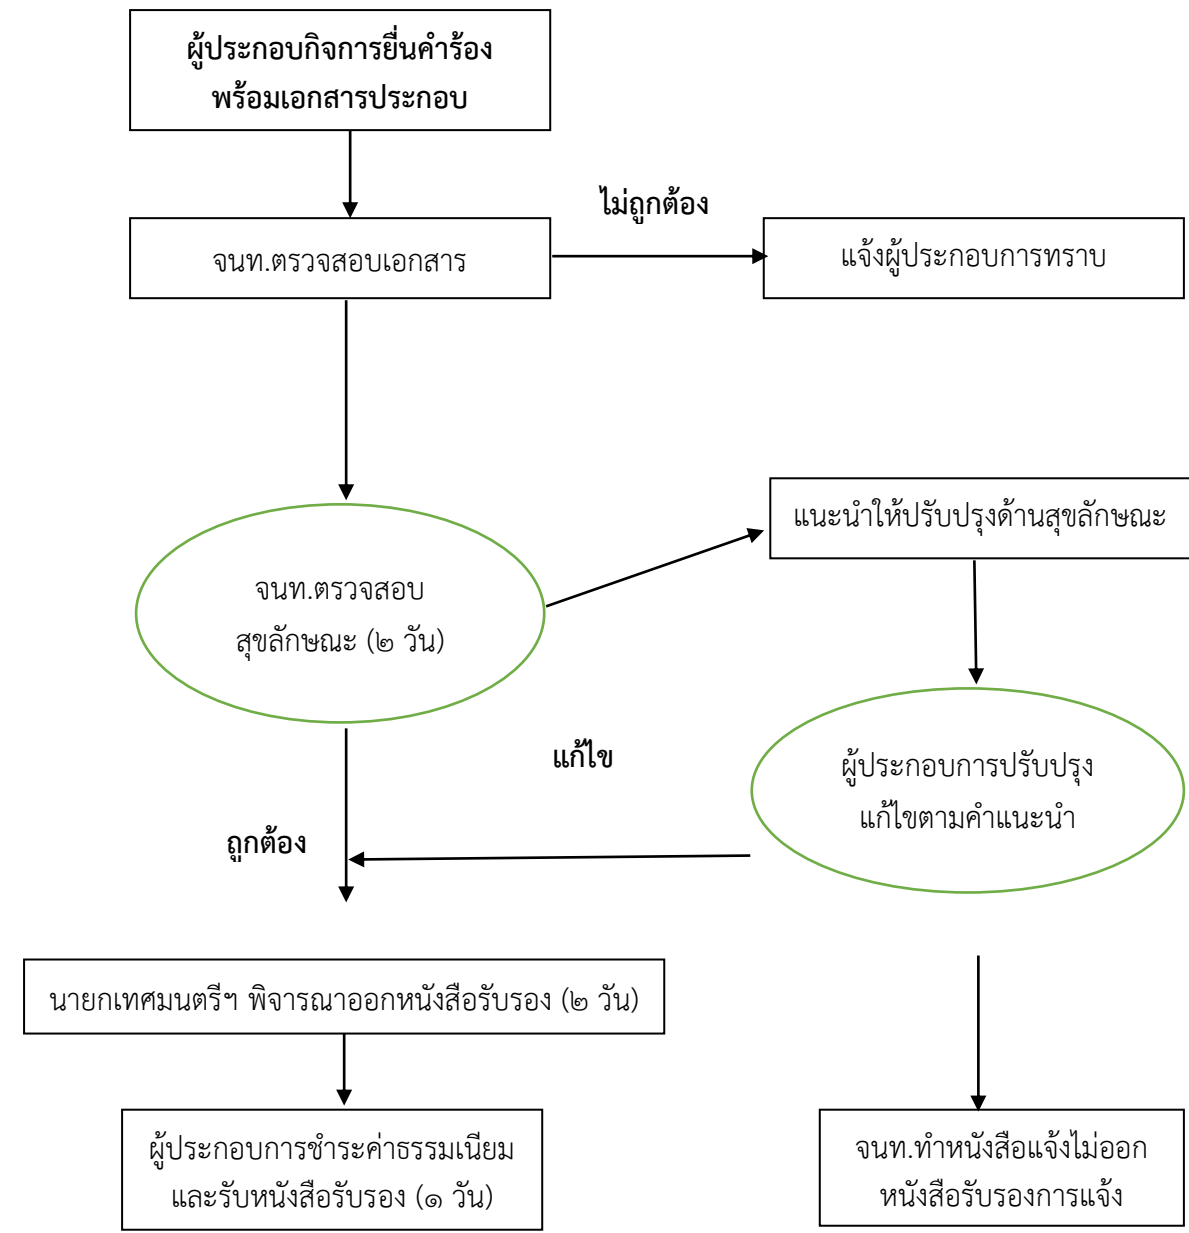 ผู้ประกอบกิจการยื่นคำร้อง
พร้อมเอกสารประกอบ
ไม่ถูกต้อง
จนท.ตรวจสอบเอกสาร
แจ้งผู้ประกอบการทราบ
แนะนำให้ปรับปรุงด้านสุขลักษณะ
จนท.ตรวจสอบ
สุขลักษณะ (๒ วัน)
แก้ไข
ผู้ประกอบการปรับปรุง
แก้ไขตามคำแนะนำ
ถูกต้อง
นายกเทศมนตรีฯ พิจารณาออกหนังสือรับรอง (๒ วัน)
ผู้ประกอบการชำระค่าธรรมเนียม
และรับหนังสือรับรอง (๑ วัน)
จนท.ทำหนังสือแจ้งไม่ออก
หนังสือรับรองการแจ้ง